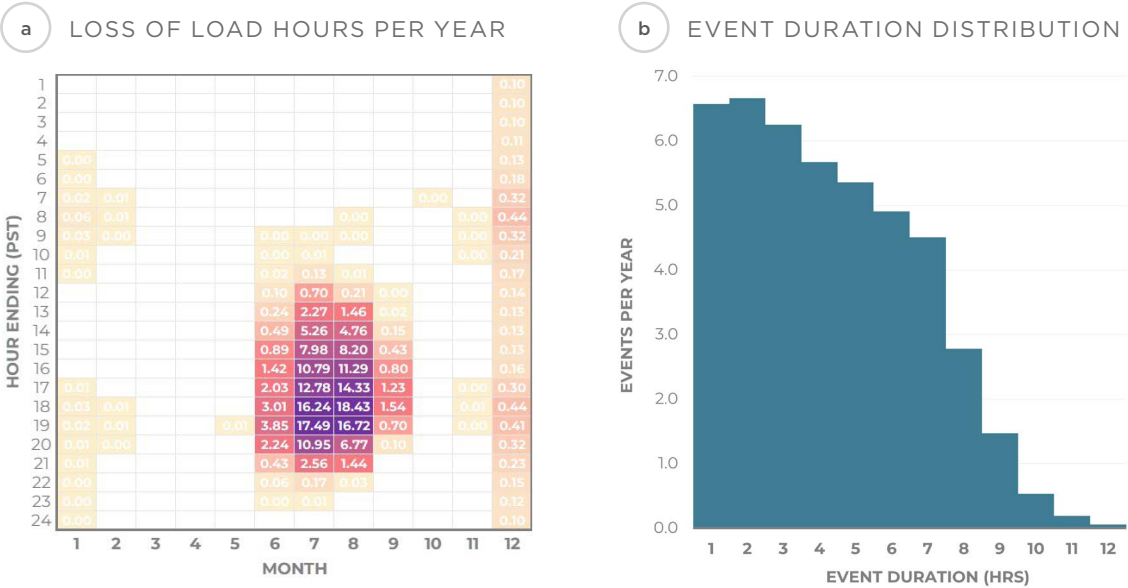 a LOSS OF LOAD HOURS PER YEAR
HOUR ENDING (PST)
1 0.10
2 0.10
3 0.10
4 0.11
5 0.00 0.13
6 0.00 0.18
7 0.02 0.01 0.00 0.32
8 0.06 0.01 0.00 0.00 0.44
9 0.03 0.00 0.00 0.00 0.00 0.00 0.32
10 0.01 0.00 0.01 0.00 0.21
11 0.00 0.02 0.13 0.01 0.17
12 0.10 0.70 0.21 0.00 0.14
13 0.24 2.27 1.46 0.02 0.13
14 0.49 5.26 4.76 0.15 0.13
15 0.89 7.98 8.20 0.43 0.13
16 1.42 10.79 11.29 0.80 0.16
17 0.01 2.03 12.78 14.33 1.23 0.00 0.30
18 0.03 0.01 3.01 16.24 18.43 1.54 0.01 0.44
19 0.02 0.01 0.01 3.85 17.49 16.72 0.70 0.00 0.41
20 0.01 0.00 2.24 10.95 6.77 0.10 0.32
21 0.01 0.43 2.56 1.44 0.23
22 0.00 0.06 0.17 0.03 0.15
23 0.00 0.00 0.01 0.12
24 0.00 0.10
1 2 3 4 5 6 7 8 9 10 11 12
MONTH
b EVENT DURATION DISTRIBUTION
EVENTS PER YEAR
7.0
6.0
5.0
4.0
3.0
2.0
1.0
0.0
1 2 3 4 5 6 7 8 9 10 11 12
EVENT DURATION (HRS)